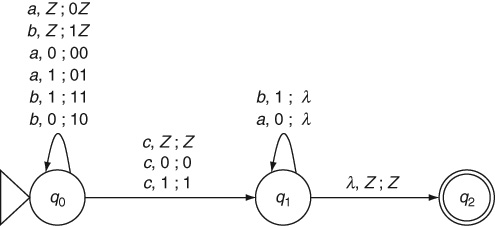 a, Z ; 0Z
b, Z ; 1Z
a, 0 ; 00
a, 1 ; 01
b, 1 ; 11
b, 0 ; 10
c, Z ; Z
c, 0 ; 0
c, 1 ; 1
b, 1 ; λ
a, 0 ; λ
λ, Z ; Z
q₀
q₁
q₂